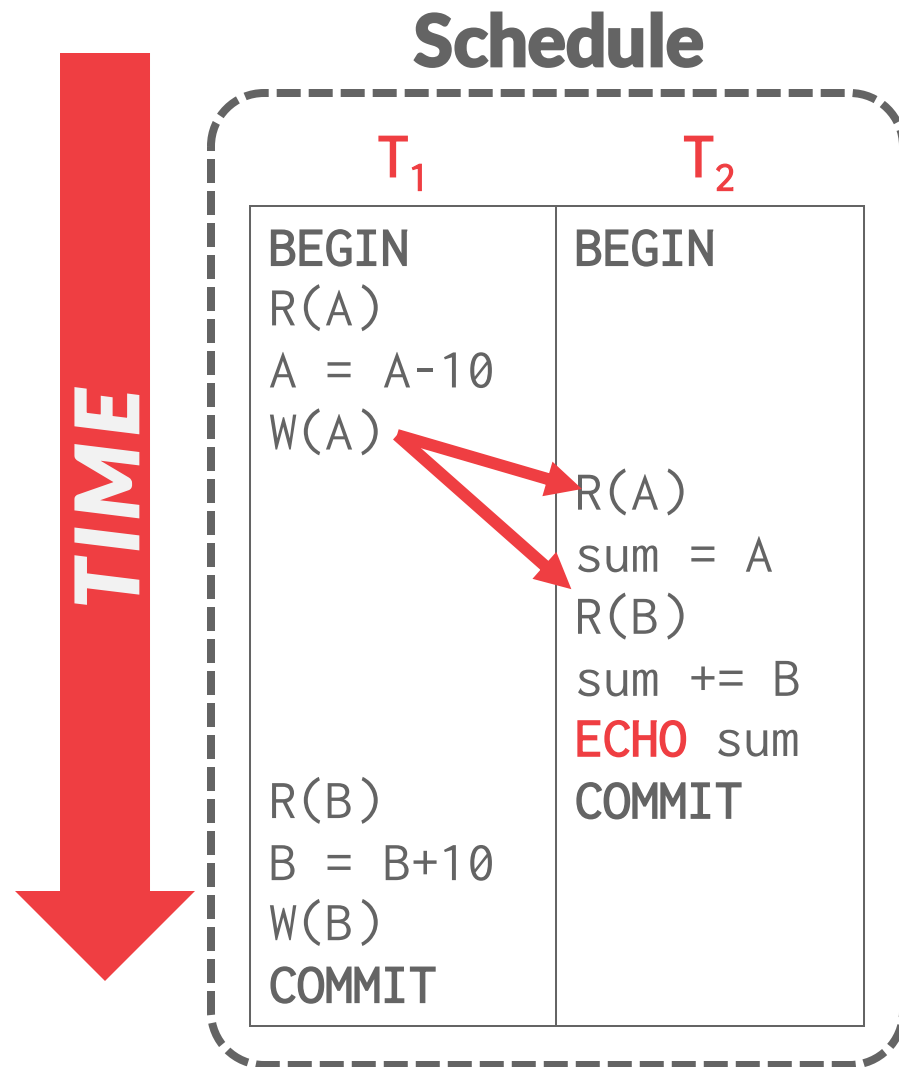 Schedule
TIME
T1 T2
BEGIN BEGIN
R(A)
A = A-10
W(A)
R(A)
sum = A
R(B)
sum += B
ECHO sum
R(B) COMMIT
B = B+10
W(B)
COMMIT